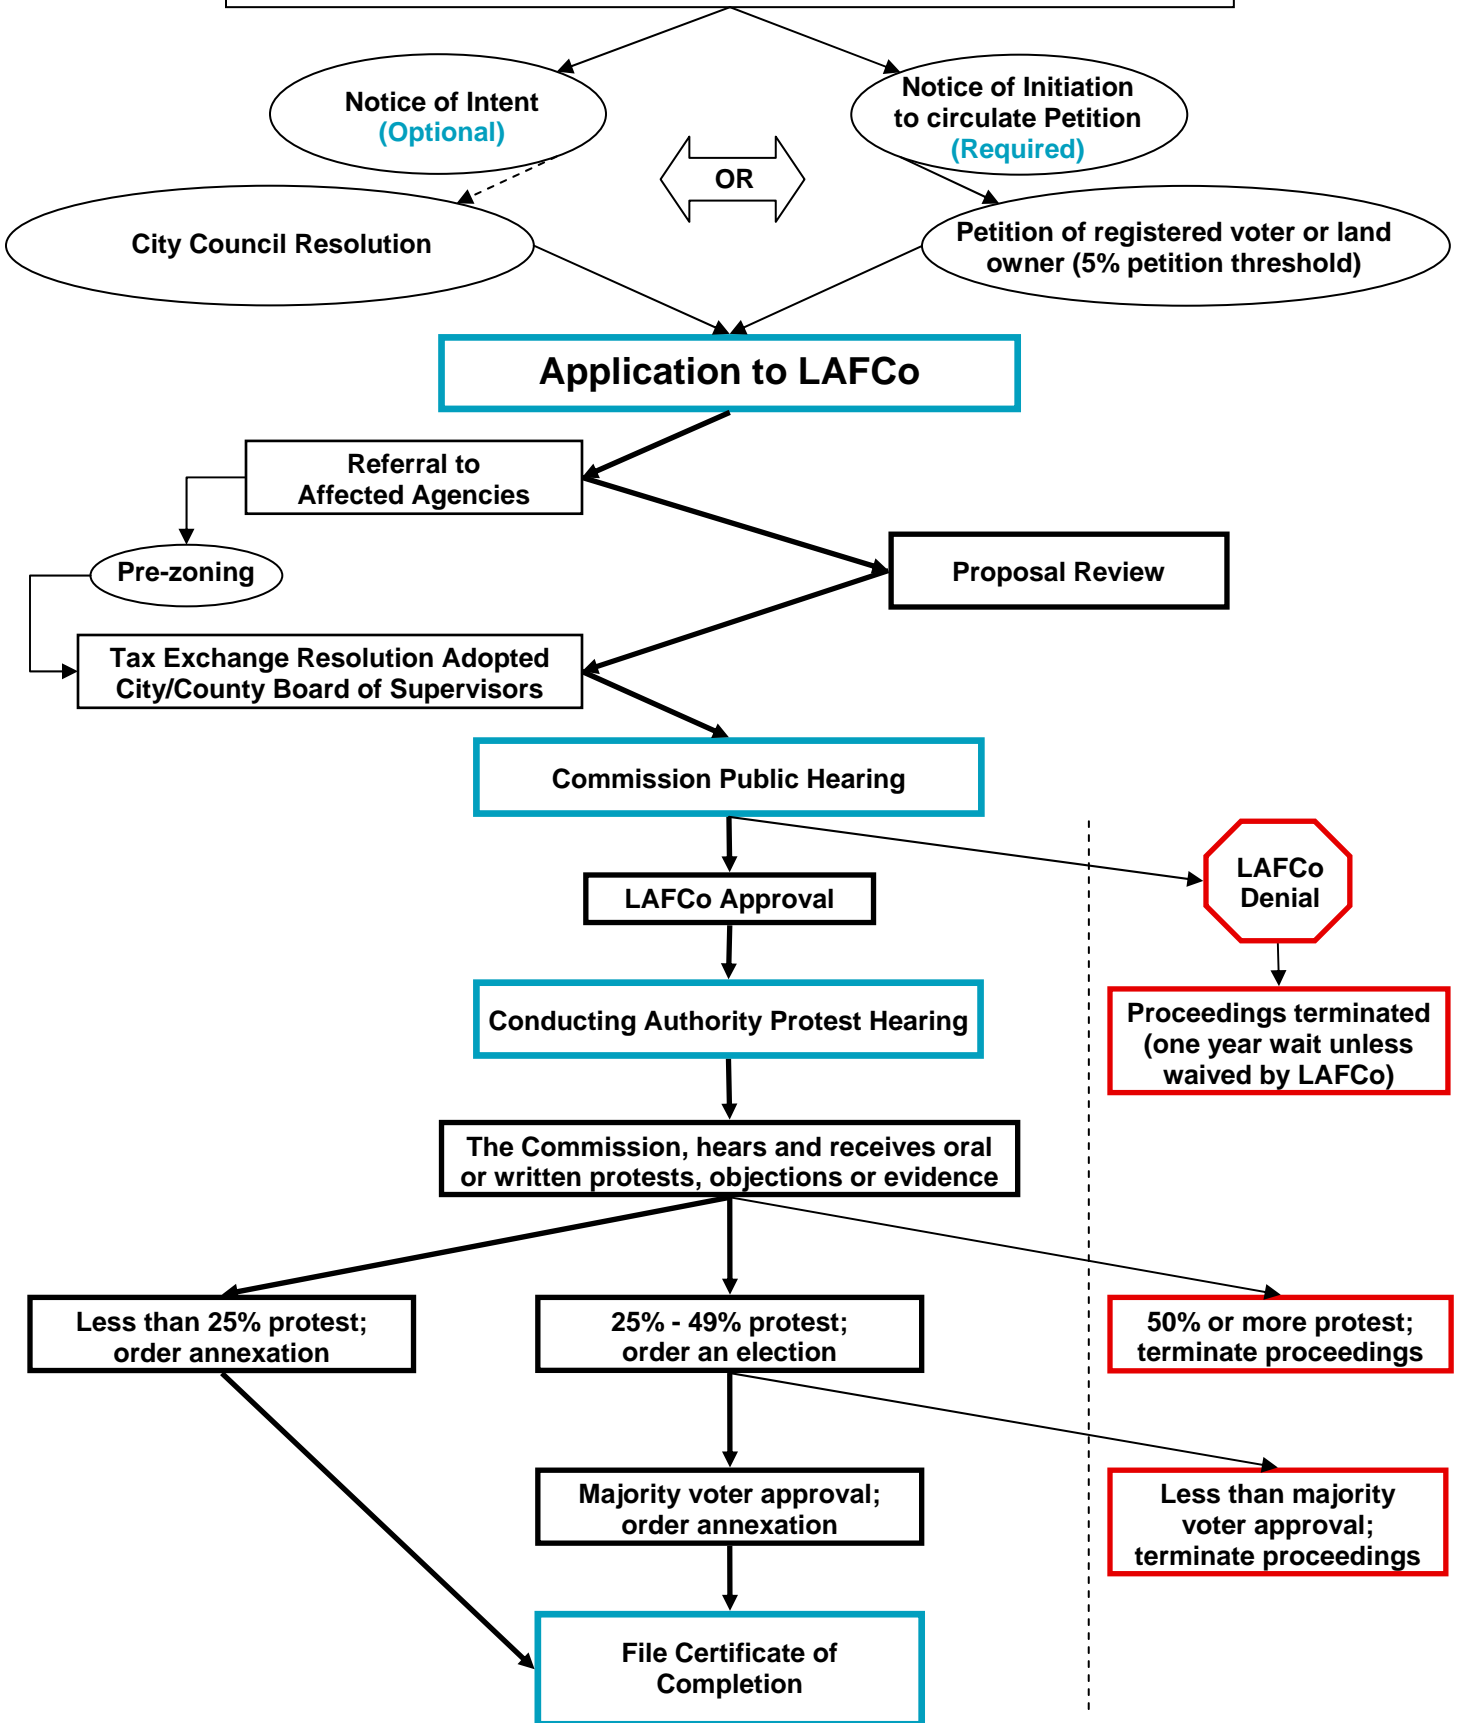 Notice of Intent
(Optional)
Notice of Initiation
to circulate Petition
(Required)
OR
City Council Resolution
Petition of registered voter or land
owner (5% petition threshold)
Application to LAFCo
Referral to
Affected Agencies
Proposal Review
Pre-zoning
Tax Exchange Resolution Adopted
City/County Board of Supervisors
Commission Public Hearing
LAFCo
Denial
LAFCo Approval
Conducting Authority Protest Hearing
Proceedings terminated
(one year wait unless
waived by LAFCo)
The Commission, hears and receives oral
or written protests, objections or evidence
Less than 25% protest;
order annexation
25% - 49% protest;
order an election
50% or more protest;
terminate proceedings
Majority voter approval;
order annexation
Less than majority
voter approval;
terminate proceedings
File Certificate of
Completion